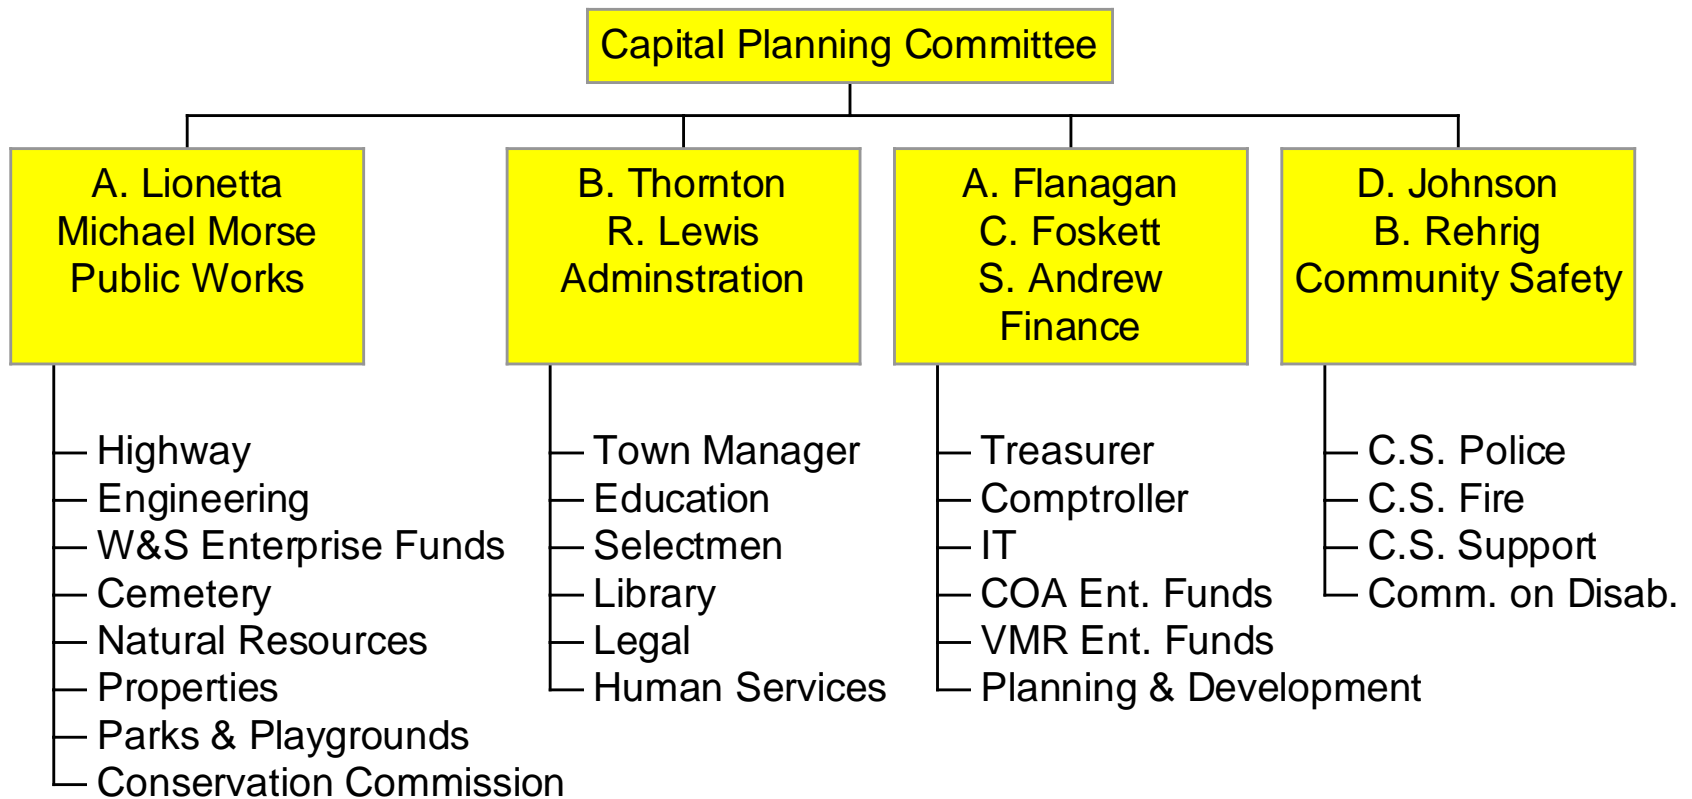 Capital Planning Committee
A. Lionetta
Michael Morse
Public Works
B. Thornton
R. Lewis
Adminstration
A. Flanagan
C. Foskett
S. Andrew
Finance
D. Johnson
B. Rehrig
Community Safety
Highway
Engineering
W&S Enterprise Funds
Cemetery
Natural Resources
Properties
Parks & Playgrounds
Conservation Commission
Town Manager
Education
Selectmen
Library
Legal
Human Services
Treasurer
Comptroller
IT
COA Ent. Funds
VMR Ent. Funds
Planning & Development
C.S. Police
C.S. Fire
C.S. Support
Comm. on Disab.